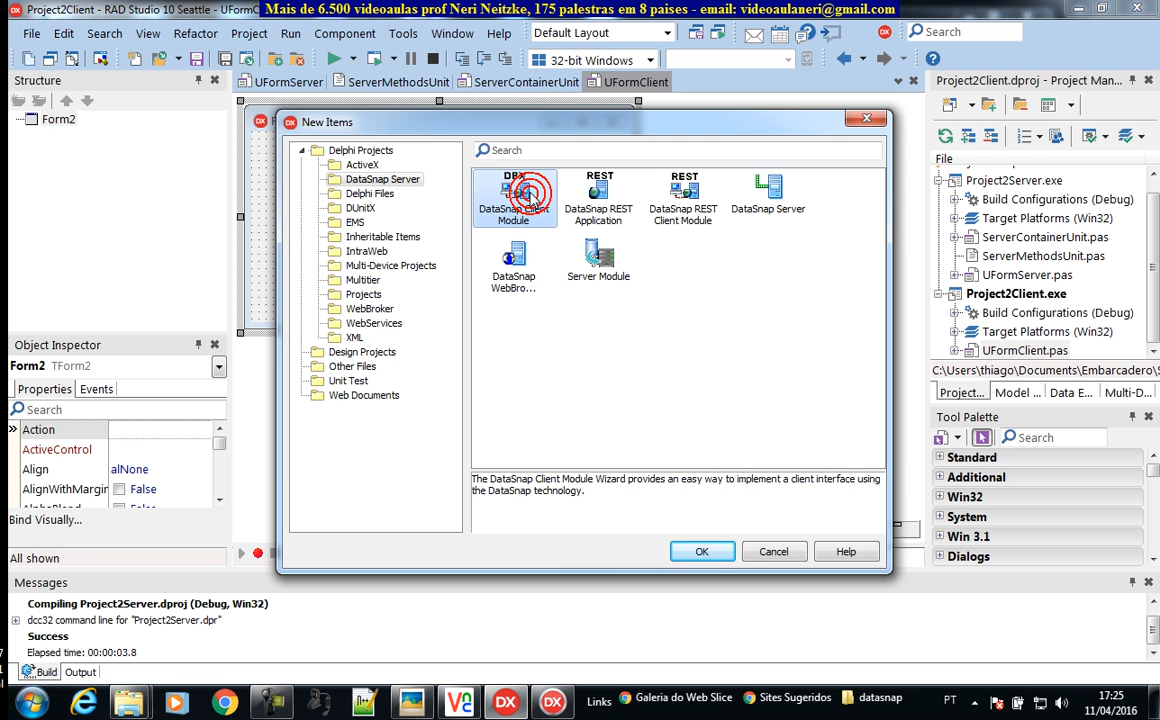 Project2Client - RAD Studio 10 Seattle - UFormC
Mais de 6.500 videoaulas prof Neri Neitzke, 175 palestras em 8 paises - email: videoaulaneri@gmail.com
File Edit Search View Refactor Project Run Component Tools Window Help
Default Layout
Search
32-bit Windows
Structure
UFormServer ServerMethodsUnit ServerContainerUnit UFormClient
Project2Client.dproj - Project Man...
Form2
New Items
Delphi Projects
ActiveX
DataSnap Server
Delphi Files
DUnitX
EMS
Inheritable Items
IntraWeb
Multi-Device Projects
Multitier
Projects
WebBroker
WebServices
XML
Design Projects
Other Files
Unit Test
Web Documents
Search
DataSnap Client Module
REST
DataSnap REST Application
REST
DataSnap REST Client Module
DataSnap Server
DataSnap WebBro...
Server Module
The DataSnap Client Module Wizard provides an easy way to implement a client interface using
the DataSnap technology.
OK Cancel Help
File
Project2Server.exe
Build Configurations (Debug)
Target Platforms (Win32)
ServerContainerUnit.pas
ServerMethodsUnit.pas
UFormServer.pas
Project2Client.exe
Build Configurations (Debug)
Target Platforms (Win32)
UFormClient.pas
C:\Users\thiago\Documents\Embarcadero\S
Project... Model ... Data E... Multi-D...
Tool Palette
Search
Standard
Additional
Win32
System
Win 3.1
Dialogs
Object Inspector
Form2 TForm2
Properties Events
Search
Action
ActiveControl
Align alNone
AlignWithMargin False
Bind Visually...
All shown
Messages
Compiling Project2Server.dproj (Debug, Win32)
dcc32 command line for "Project2Server.dpr"
Success
Elapsed time: 00:00:03.8
Build Output
Links Galeria do Web Slice Sites Sugeridos datasnap PT 17:25
11/04/2016